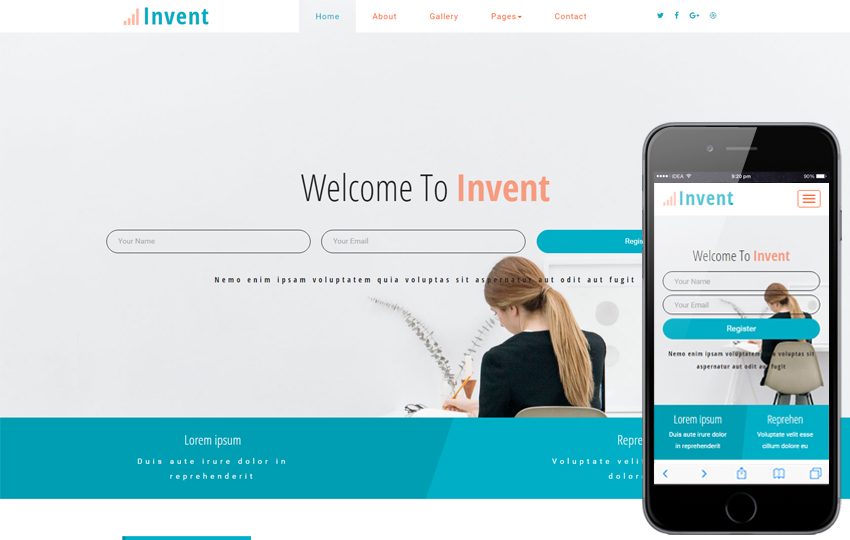 Invent
Home
About
Gallery
Pages
Contact
Welcome To Invent
Your Name
Your Email
Regis
Nemo enim ipsam voluptatem quia voluptas sit aspernatur aut odit aut fugit
Lorem ipsum
Duis aute irure dolor in
reprehenderit
Repre
Voluptate velit
dolor
IDEA
9:20 pm
90%
Invent
Welcome To Invent
Your Name
Your Email
Register
Nemo enim ipsam voluptatem quia voluptas sit
aspernatur aut odit aut fugit
Lorem ipsum
Duis aute irure dolor
in reprehenderit
Reprehen
Voluptate velit esse
cillum dolore eu